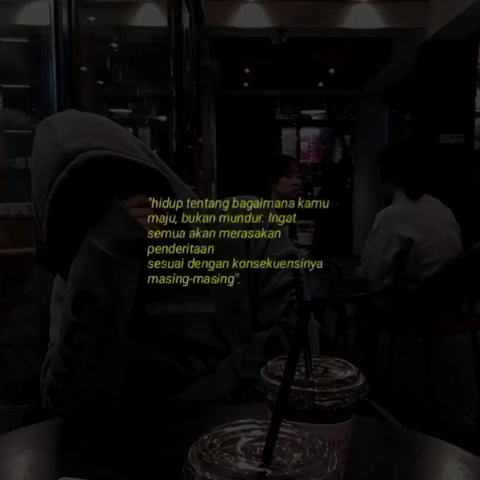 "hidup tentang bagaimana kamu
maju, bukan mundur. Ingat
semua akan merasakan
penderitaan
sesuai dengan konsekuensinya
masing-masing".